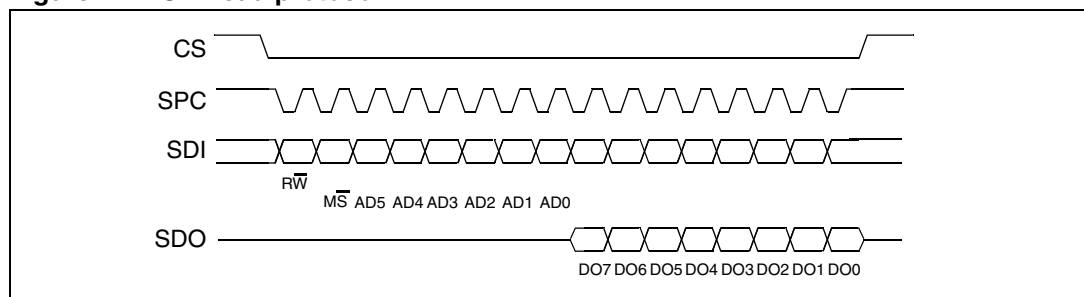 CS
SPC
SDI
RW̅
MS̅ AD5 AD4 AD3 AD2 AD1 AD0
SDO
DO7 DO6 DO5 DO4 DO3 DO2 DO1 DO0